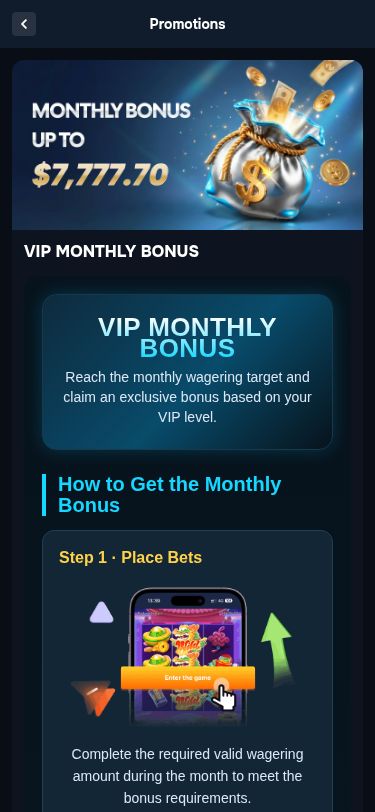 Promotions
MONTHLY BONUS
UP TO
$7,777.70
VIP MONTHLY BONUS
VIP MONTHLY
BONUS
Reach the monthly wagering target and
claim an exclusive bonus based on your
VIP level.
How to Get the Monthly
Bonus
Step 1 · Place Bets
Enter the game
Complete the required valid wagering
amount during the month to meet the
bonus requirements.